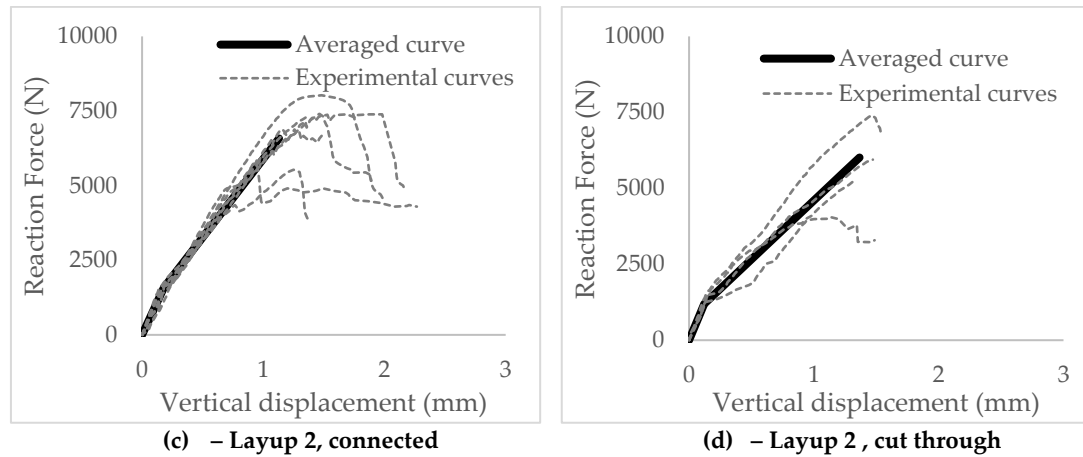 10000
Averaged curve
Experimental curves
7500
5000
2500
0
0 1 2 3
Reaction Force (N)
Vertical displacement (mm)
(c) – Layup 2, connected
10000
Averaged curve
Experimental curves
7500
5000
2500
0
0 1 2 3
Reaction Force (N)
Vertical displacement (mm)
(d) – Layup 2 , cut through